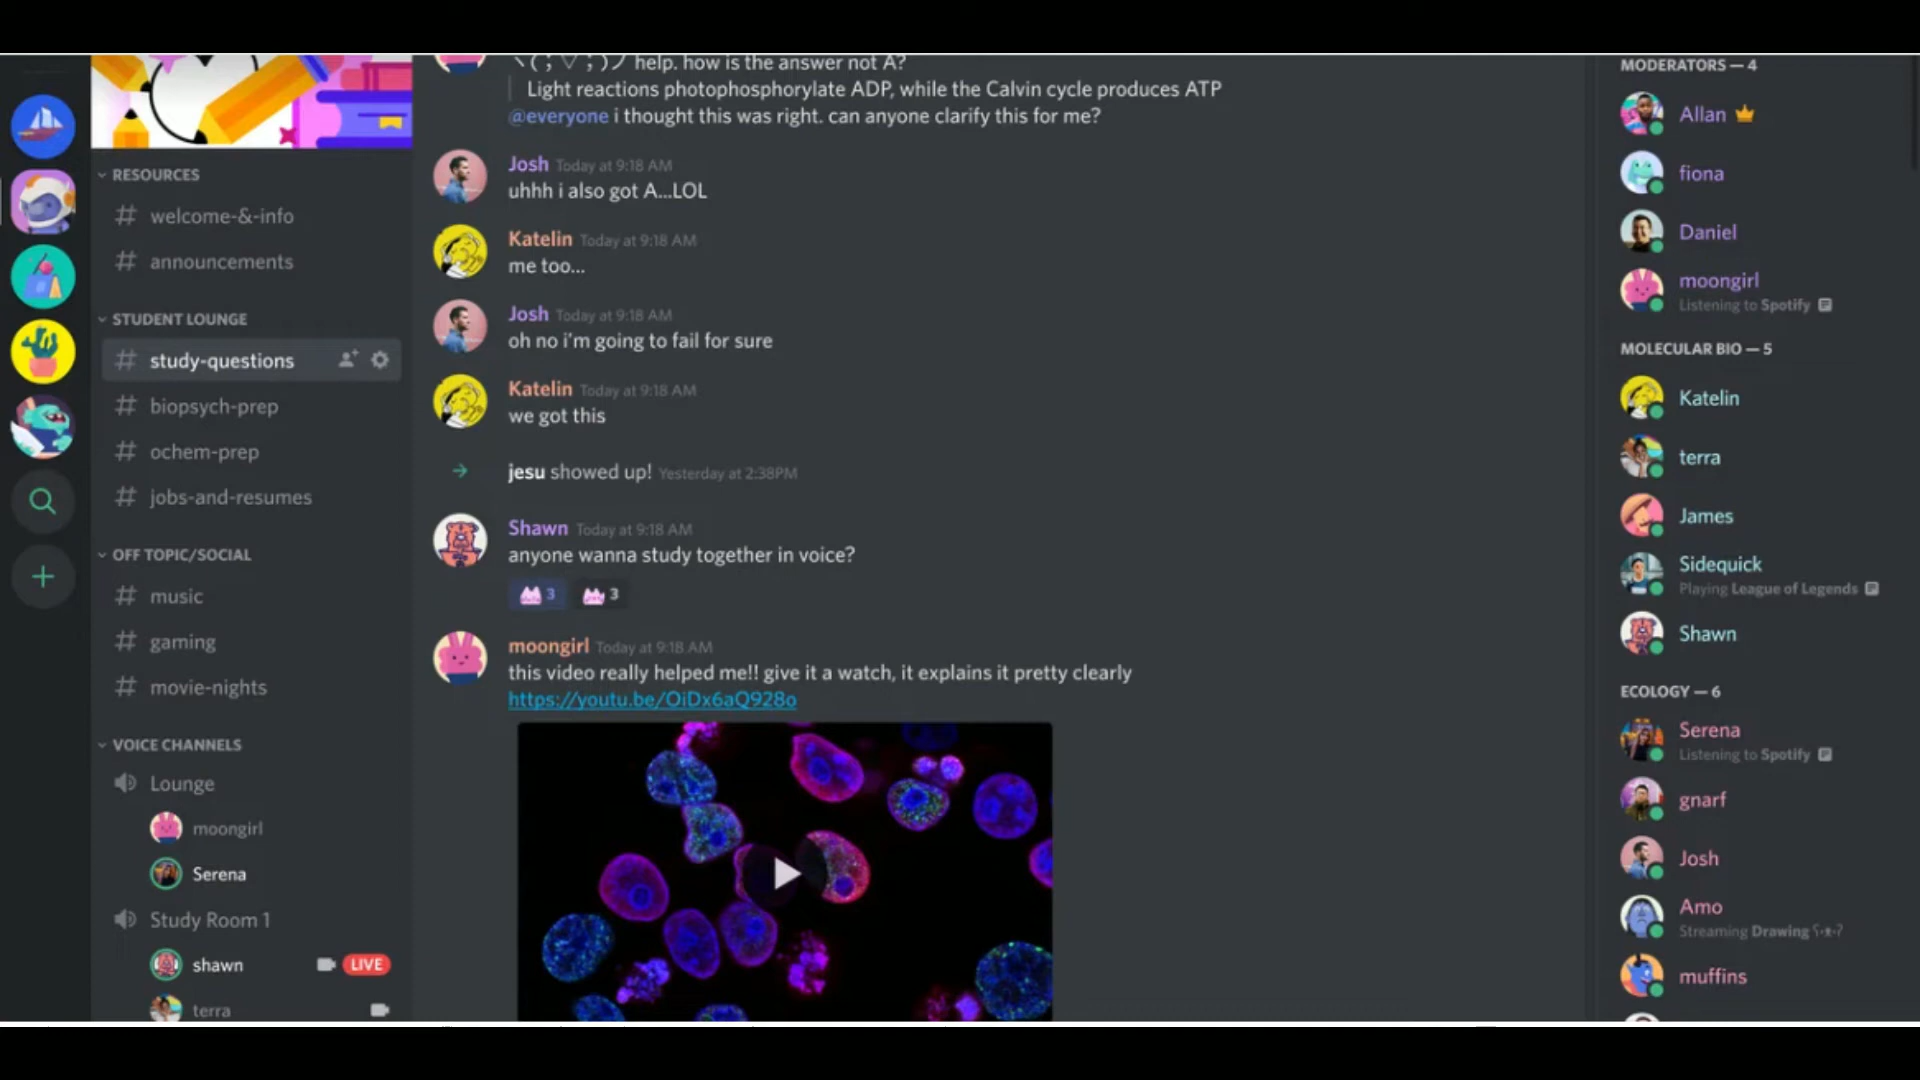 RESOURCES
# welcome-&-info
# announcements
STUDENT LOUNGE
# study-questions
# biopsych-prep
# ochem-prep
# jobs-and-resumes
OFF TOPIC/SOCIAL
# music
# gaming
# movie-nights
VOICE CHANNELS
Lounge
moongirl
Serena
Study Room 1
shawn LIVE
terra
ヽ(;▽;)ノ help. how is the answer not A?
Light reactions photophosphorylate ADP, while the Calvin cycle produces ATP
@everyone i thought this was right. can anyone clarify this for me?
Josh Today at 9:18 AM
uhhh i also got A...LOL
Katelin Today at 9:18 AM
me too...
Josh Today at 9:18 AM
oh no i'm going to fail for sure
Katelin Today at 9:18 AM
we got this
jesu showed up! Yesterday at 2:38PM
Shawn Today at 9:18 AM
anyone wanna study together in voice?
3 3
moongirl Today at 9:18 AM
this video really helped me!! give it a watch, it explains it pretty clearly
https://youtu.be/OiDx6aQ928o
MODERATORS — 4
Allan
fiona
Daniel
moongirl
Listening to Spotify
MOLECULAR BIO — 5
Katelin
terra
James
Sidequick
Playing League of Legends
Shawn
ECOLOGY — 6
Serena
Listening to Spotify
gnarf
Josh
Amo
Streaming Drawing ʕ·ᴥ·ʔ
muffins